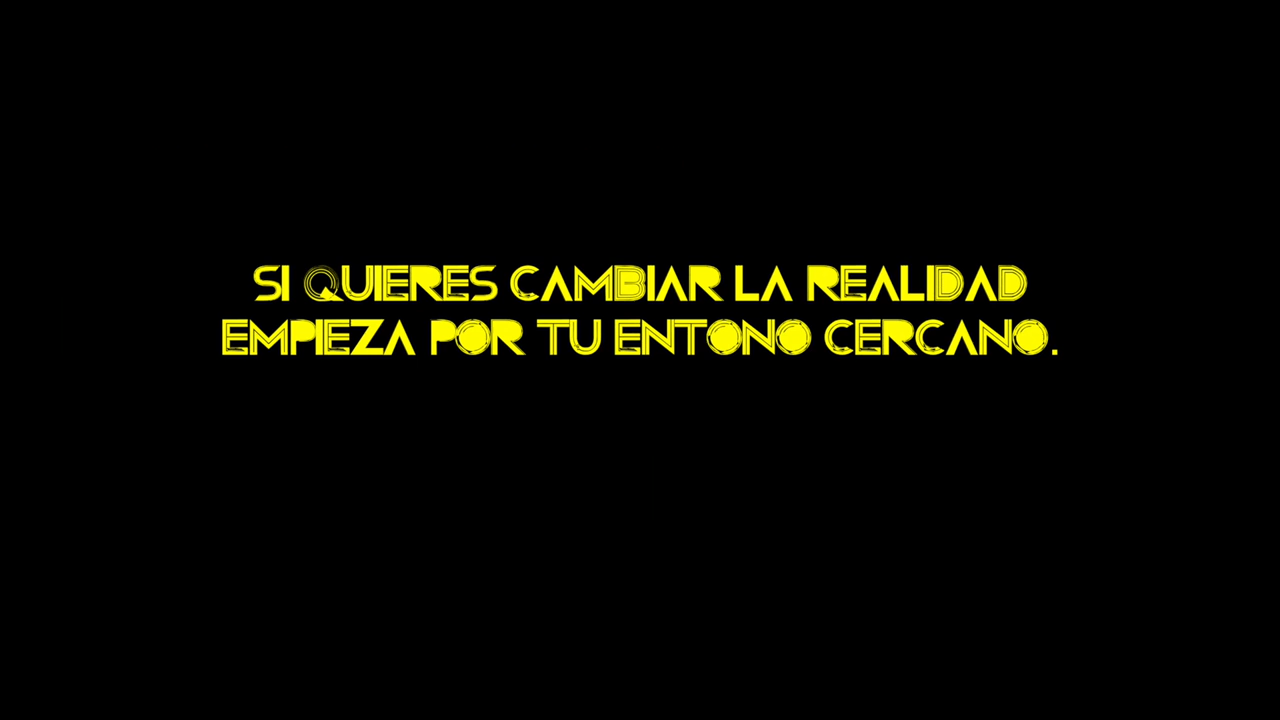 SI QUIERES CAMBIAR LA REALIDAD
EMPIEZA POR TU ENTONO CERCANO.